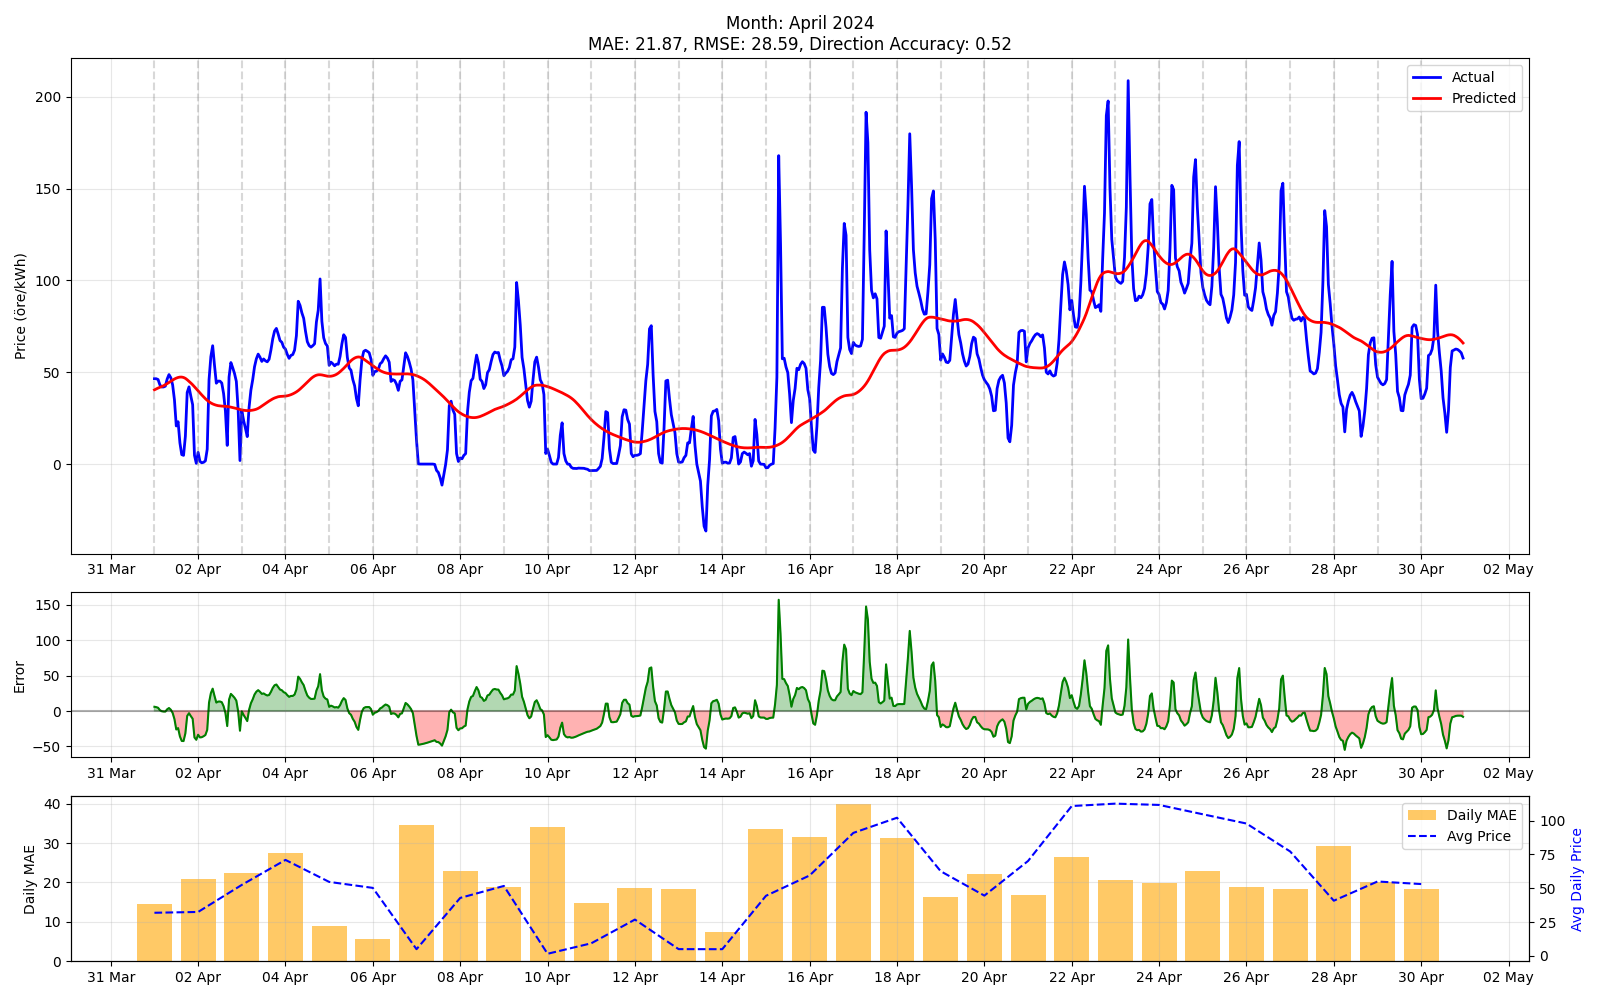 Month: April 2024
MAE: 21.87, RMSE: 28.59, Direction Accuracy: 0.52
Price (öre/kWh)
200
150
100
50
0
Actual
Predicted
31 Mar 02 Apr 04 Apr 06 Apr 08 Apr 10 Apr 12 Apr 14 Apr 16 Apr 18 Apr 20 Apr 22 Apr 24 Apr 26 Apr 28 Apr 30 Apr 02 May
Error
150
100
50
0
−50
31 Mar 02 Apr 04 Apr 06 Apr 08 Apr 10 Apr 12 Apr 14 Apr 16 Apr 18 Apr 20 Apr 22 Apr 24 Apr 26 Apr 28 Apr 30 Apr 02 May
Daily MAE
40
30
20
10
0
Daily MAE
Avg Price
100
75
50
25
0
Avg Daily Price
31 Mar 02 Apr 04 Apr 06 Apr 08 Apr 10 Apr 12 Apr 14 Apr 16 Apr 18 Apr 20 Apr 22 Apr 24 Apr 26 Apr 28 Apr 30 Apr 02 May